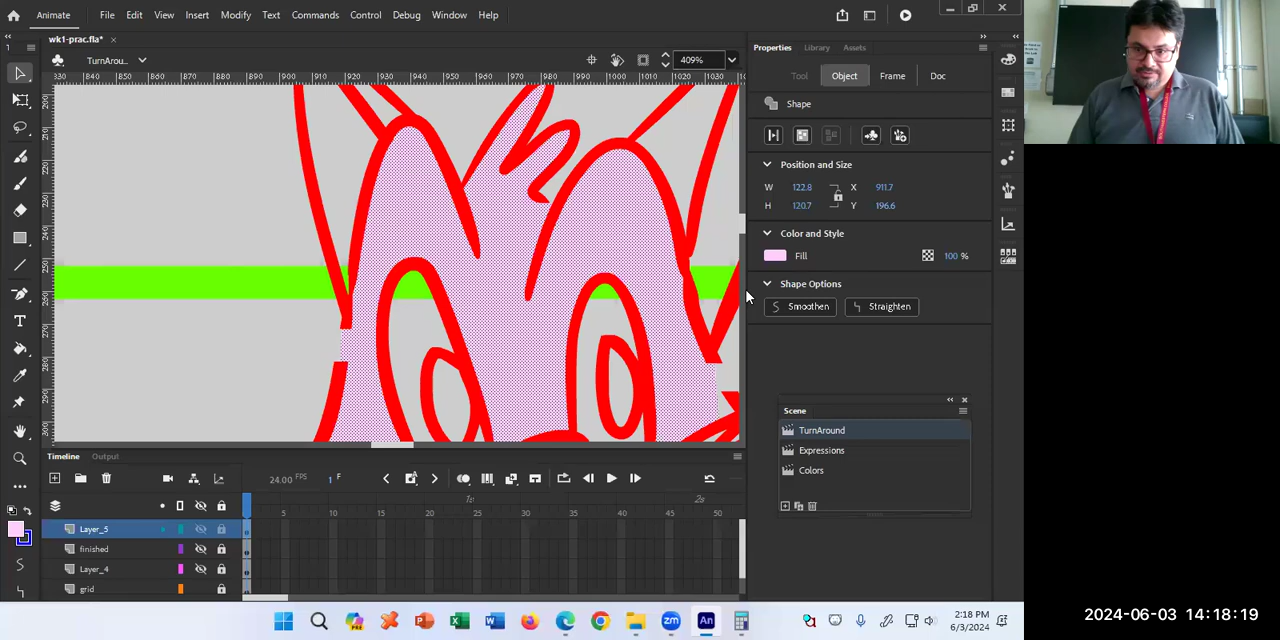 Animate File Edit View Insert Modify Text Commands Control Debug Window Help
wk1-prac.fla*
1
TurnArou...
409%
330 840 850 860 870 880 890 900 910 920 930 940 950 960 970 980 990 1000 1010 1020 1030
Properties Library Assets
Tool Object Frame Doc
Shape
Position and Size
W 122.8 X 911.7
H 120.7 Y 196.6
Color and Style
Fill 100 %
Shape Options
Smoothen Straighten
Scene
TurnAround
Expressions
Colors
Timeline Output
24.00 FPS 1 F
1s 2s
5 10 15 20 25 30 35 40 45 50
Layer_5
finished
Layer_4
grid
2:18 PM
6/3/2024
2024-06-03 14:18:19